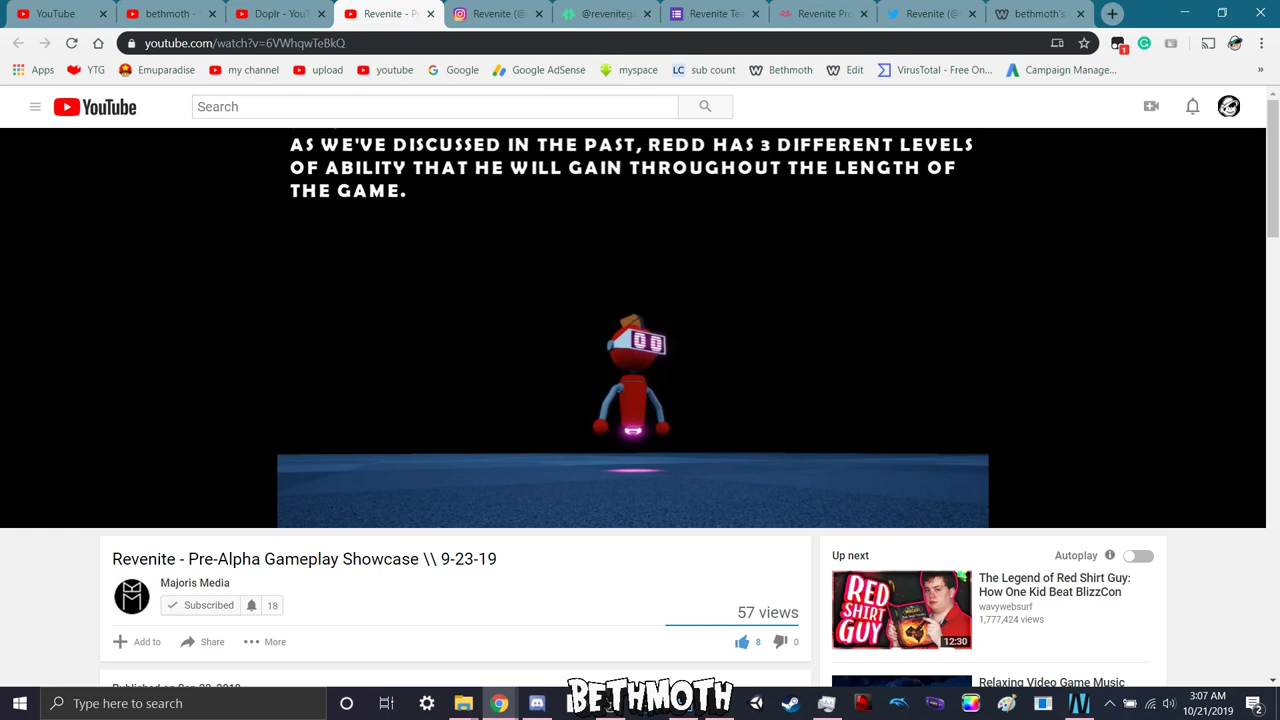 YouTube
bethmoth -
Doplr - YouT
Revenite - P
Revenite (@
@revenitega
Revenite Tea
Revenite Pro
Revenite (@
bethmoth's
youtube.com/watch?v=6VWhqwTeBkQ
1
Apps YTG Emuparadise my channel upload youtube Google Google AdSense myspace LC sub count Bethmoth Edit VirusTotal - Free On... Campaign Manage... »
YouTube
Search
AS WE'VE DISCUSSED IN THE PAST, REDD HAS 3 DIFFERENT LEVELS
OF ABILITY THAT HE WILL GAIN THROUGHOUT THE LENGTH OF
THE GAME.
Revenite - Pre-Alpha Gameplay Showcase \\ 9-23-19
Majoris Media
Subscribed 18
57 views
Add to Share More
8 0
Up next
Autoplay
RED SHIRT GUY
12:30
The Legend of Red Shirt Guy:
How One Kid Beat BlizzCon
wavywebsurf
1,777,424 views
Relaxing Video Game Music
BETHMOTH
Type here to search
3:07 AM
10/21/2019
2